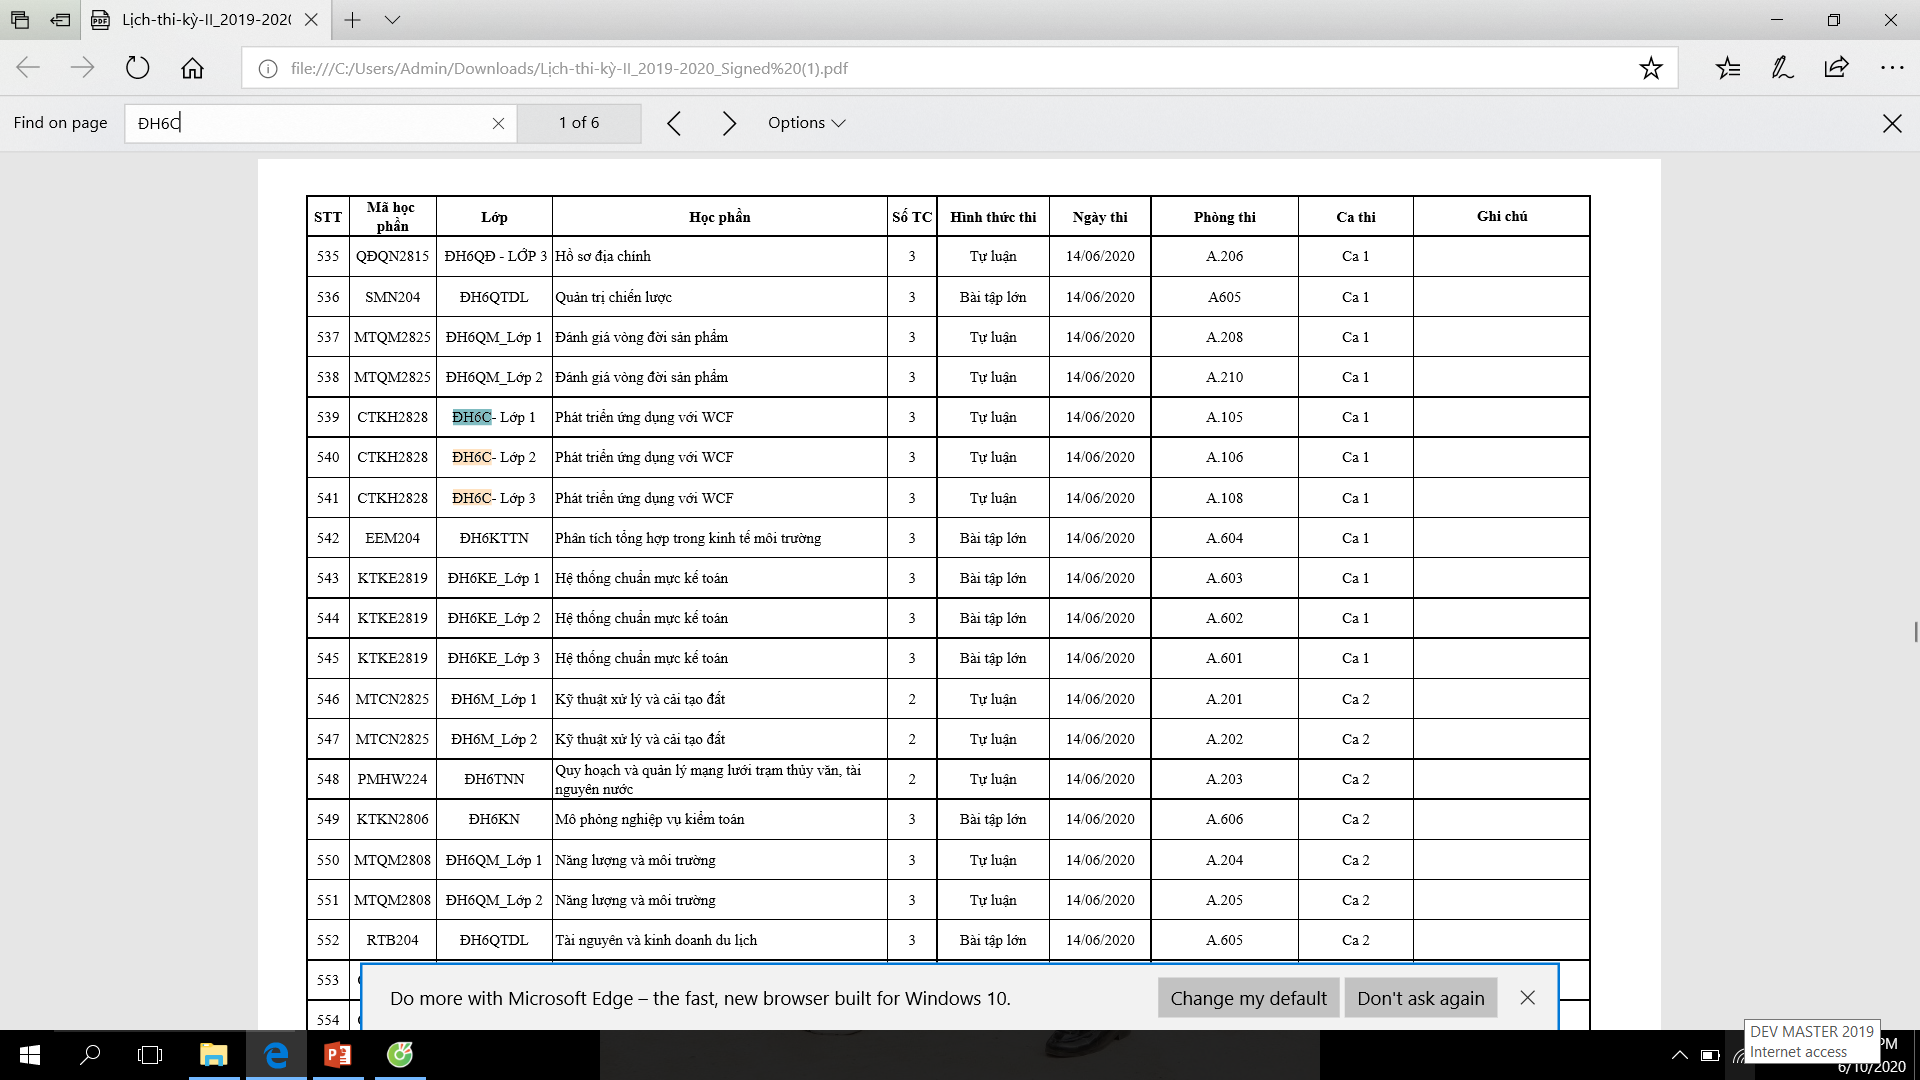 Lịch-thi-kỳ-II_2019-202
file:///C:/Users/Admin/Downloads/Lịch-thi-kỳ-II_2019-2020_Signed%20(1).pdf
Find on page ĐH6C 1 of 6 Options
STT Mã học phần Lớp Học phần Số TC Hình thức thi Ngày thi Phòng thi Ca thi Ghi chú
535 QĐQN2815 ĐH6QĐ - LỚP 3 Hồ sơ địa chính 3 Tự luận 14/06/2020 A.206 Ca 1
536 SMN204 ĐH6QTDL Quản trị chiến lược 3 Bài tập lớn 14/06/2020 A605 Ca 1
537 MTQM2825 ĐH6QM_Lớp 1 Đánh giá vòng đời sản phẩm 3 Tự luận 14/06/2020 A.208 Ca 1
538 MTQM2825 ĐH6QM_Lớp 2 Đánh giá vòng đời sản phẩm 3 Tự luận 14/06/2020 A.210 Ca 1
539 CTKH2828 ĐH6C- Lớp 1 Phát triển ứng dụng với WCF 3 Tự luận 14/06/2020 A.105 Ca 1
540 CTKH2828 ĐH6C- Lớp 2 Phát triển ứng dụng với WCF 3 Tự luận 14/06/2020 A.106 Ca 1
541 CTKH2828 ĐH6C- Lớp 3 Phát triển ứng dụng với WCF 3 Tự luận 14/06/2020 A.108 Ca 1
542 EEM204 ĐH6KTTN Phân tích tổng hợp trong kinh tế môi trường 3 Bài tập lớn 14/06/2020 A.604 Ca 1
543 KTKE2819 ĐH6KE_Lớp 1 Hệ thống chuẩn mực kế toán 3 Bài tập lớn 14/06/2020 A.603 Ca 1
544 KTKE2819 ĐH6KE_Lớp 2 Hệ thống chuẩn mực kế toán 3 Bài tập lớn 14/06/2020 A.602 Ca 1
545 KTKE2819 ĐH6KE_Lớp 3 Hệ thống chuẩn mực kế toán 3 Bài tập lớn 14/06/2020 A.601 Ca 1
546 MTCN2825 ĐH6M_Lớp 1 Kỹ thuật xử lý và cải tạo đất 2 Tự luận 14/06/2020 A.201 Ca 2
547 MTCN2825 ĐH6M_Lớp 2 Kỹ thuật xử lý và cải tạo đất 2 Tự luận 14/06/2020 A.202 Ca 2
548 PMHW224 ĐH6TNN Quy hoạch và quản lý mạng lưới trạm thủy văn, tài nguyên nước 2 Tự luận 14/06/2020 A.203 Ca 2
549 KTKN2806 ĐH6KN Mô phỏng nghiệp vụ kiểm toán 3 Bài tập lớn 14/06/2020 A.606 Ca 2
550 MTQM2808 ĐH6QM_Lớp 1 Năng lượng và môi trường 3 Tự luận 14/06/2020 A.204 Ca 2
551 MTQM2808 ĐH6QM_Lớp 2 Năng lượng và môi trường 3 Tự luận 14/06/2020 A.205 Ca 2
552 RTB204 ĐH6QTDL Tài nguyên và kinh doanh du lịch 3 Bài tập lớn 14/06/2020 A.605 Ca 2
553
554
Do more with Microsoft Edge – the fast, new browser built for Windows 10. Change my default Don't ask again
DEV MASTER 2019
Internet access
PM
6/10/2020